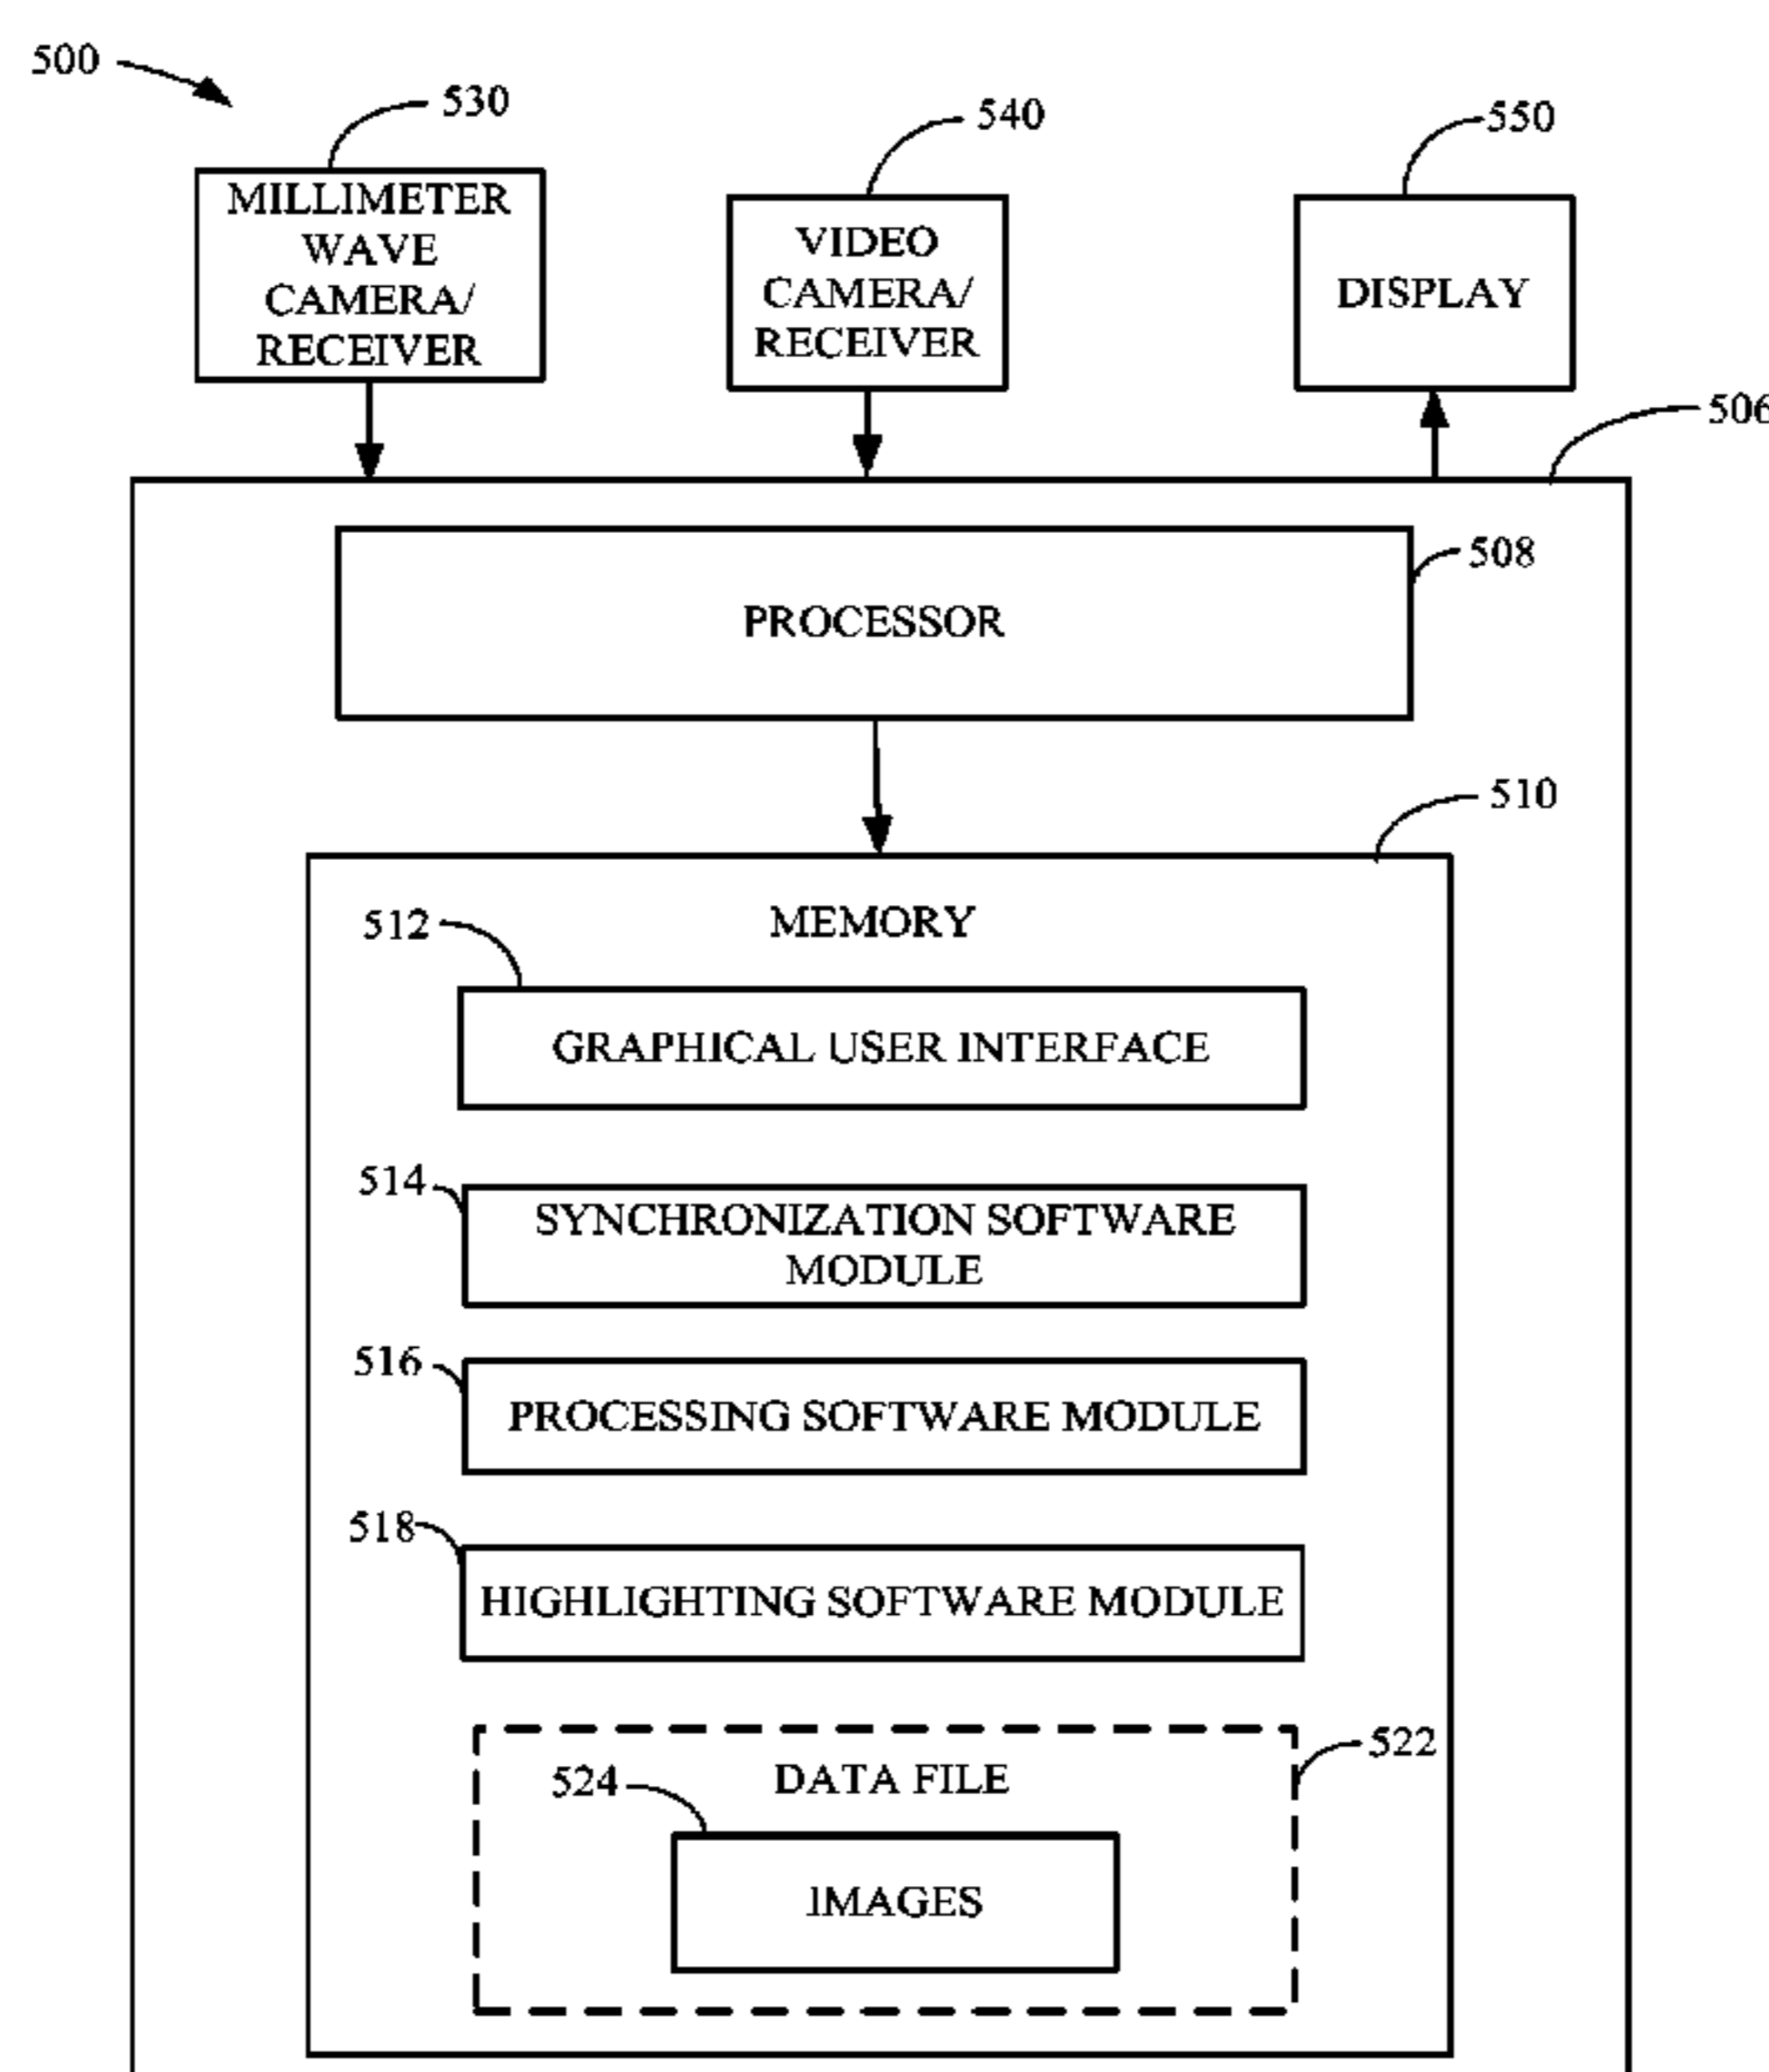 500
530
540
550
MILLIMETER
WAVE
CAMERA/
RECEIVER
VIDEO
CAMERA/
RECEIVER
DISPLAY
506
508
PROCESSOR
510
MEMORY
512
GRAPHICAL USER INTERFACE
514
SYNCHRONIZATION SOFTWARE
MODULE
516
PROCESSING SOFTWARE MODULE
518
HIGHLIGHTING SOFTWARE MODULE
522
DATA FILE
524
IMAGES